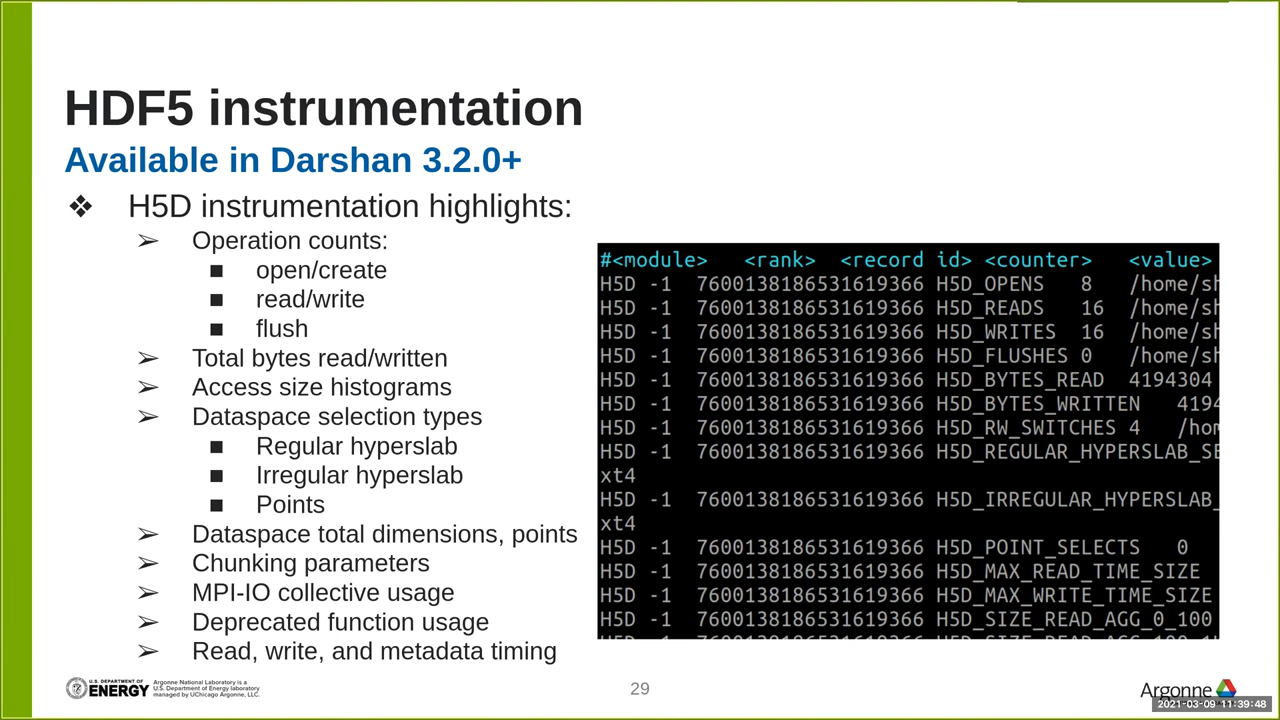 HDF5 instrumentation
Available in Darshan 3.2.0+
❖ H5D instrumentation highlights:
➢ Operation counts:
■ open/create
■ read/write
■ flush
➢ Total bytes read/written
➢ Access size histograms
➢ Dataspace selection types
■ Regular hyperslab
■ Irregular hyperslab
■ Points
➢ Dataspace total dimensions, points
➢ Chunking parameters
➢ MPI-IO collective usage
➢ Deprecated function usage
➢ Read, write, and metadata timing
#<module> <rank> <record id> <counter> <value>
H5D -1 7600138186531619366 H5D_OPENS 8 /home/sh
H5D -1 7600138186531619366 H5D_READS 16 /home/sh
H5D -1 7600138186531619366 H5D_WRITES 16 /home/sh
H5D -1 7600138186531619366 H5D_FLUSHES 0 /home/sh
H5D -1 7600138186531619366 H5D_BYTES_READ 4194304
H5D -1 7600138186531619366 H5D_BYTES_WRITTEN 4194
H5D -1 7600138186531619366 H5D_RW_SWITCHES 4 /hom
H5D -1 7600138186531619366 H5D_REGULAR_HYPERSLAB_SE
xt4
H5D -1 7600138186531619366 H5D_IRREGULAR_HYPERSLAB_
xt4
H5D -1 7600138186531619366 H5D_POINT_SELECTS 0
H5D -1 7600138186531619366 H5D_MAX_READ_TIME_SIZE
H5D -1 7600138186531619366 H5D_MAX_WRITE_TIME_SIZE
H5D -1 7600138186531619366 H5D_SIZE_READ_AGG_0_100
U.S. DEPARTMENT OF
ENERGY
Argonne National Laboratory is a
U.S. Department of Energy laboratory
managed by UChicago Argonne, LLC.
29
Argonne
2021-03-09 11:39:48